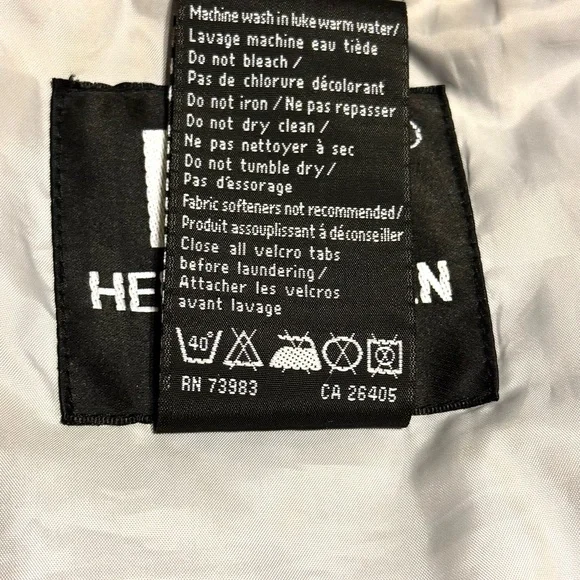 Machine wash in luke warm water/
Lavage machine eau tiède
Do not bleach /
Pas de chlorure décolorant
Do not iron / Ne pas repasser
Do not dry clean /
Ne pas nettoyer à sec
Do not tumble dry/
Pas d'essorage
Fabric softeners not recommended/
Produit assouplissant á déconseiller
Close all velcro tabs
before laundering/
Attacher les velcros
avant lavage
40°
RN 73983 CA 26405